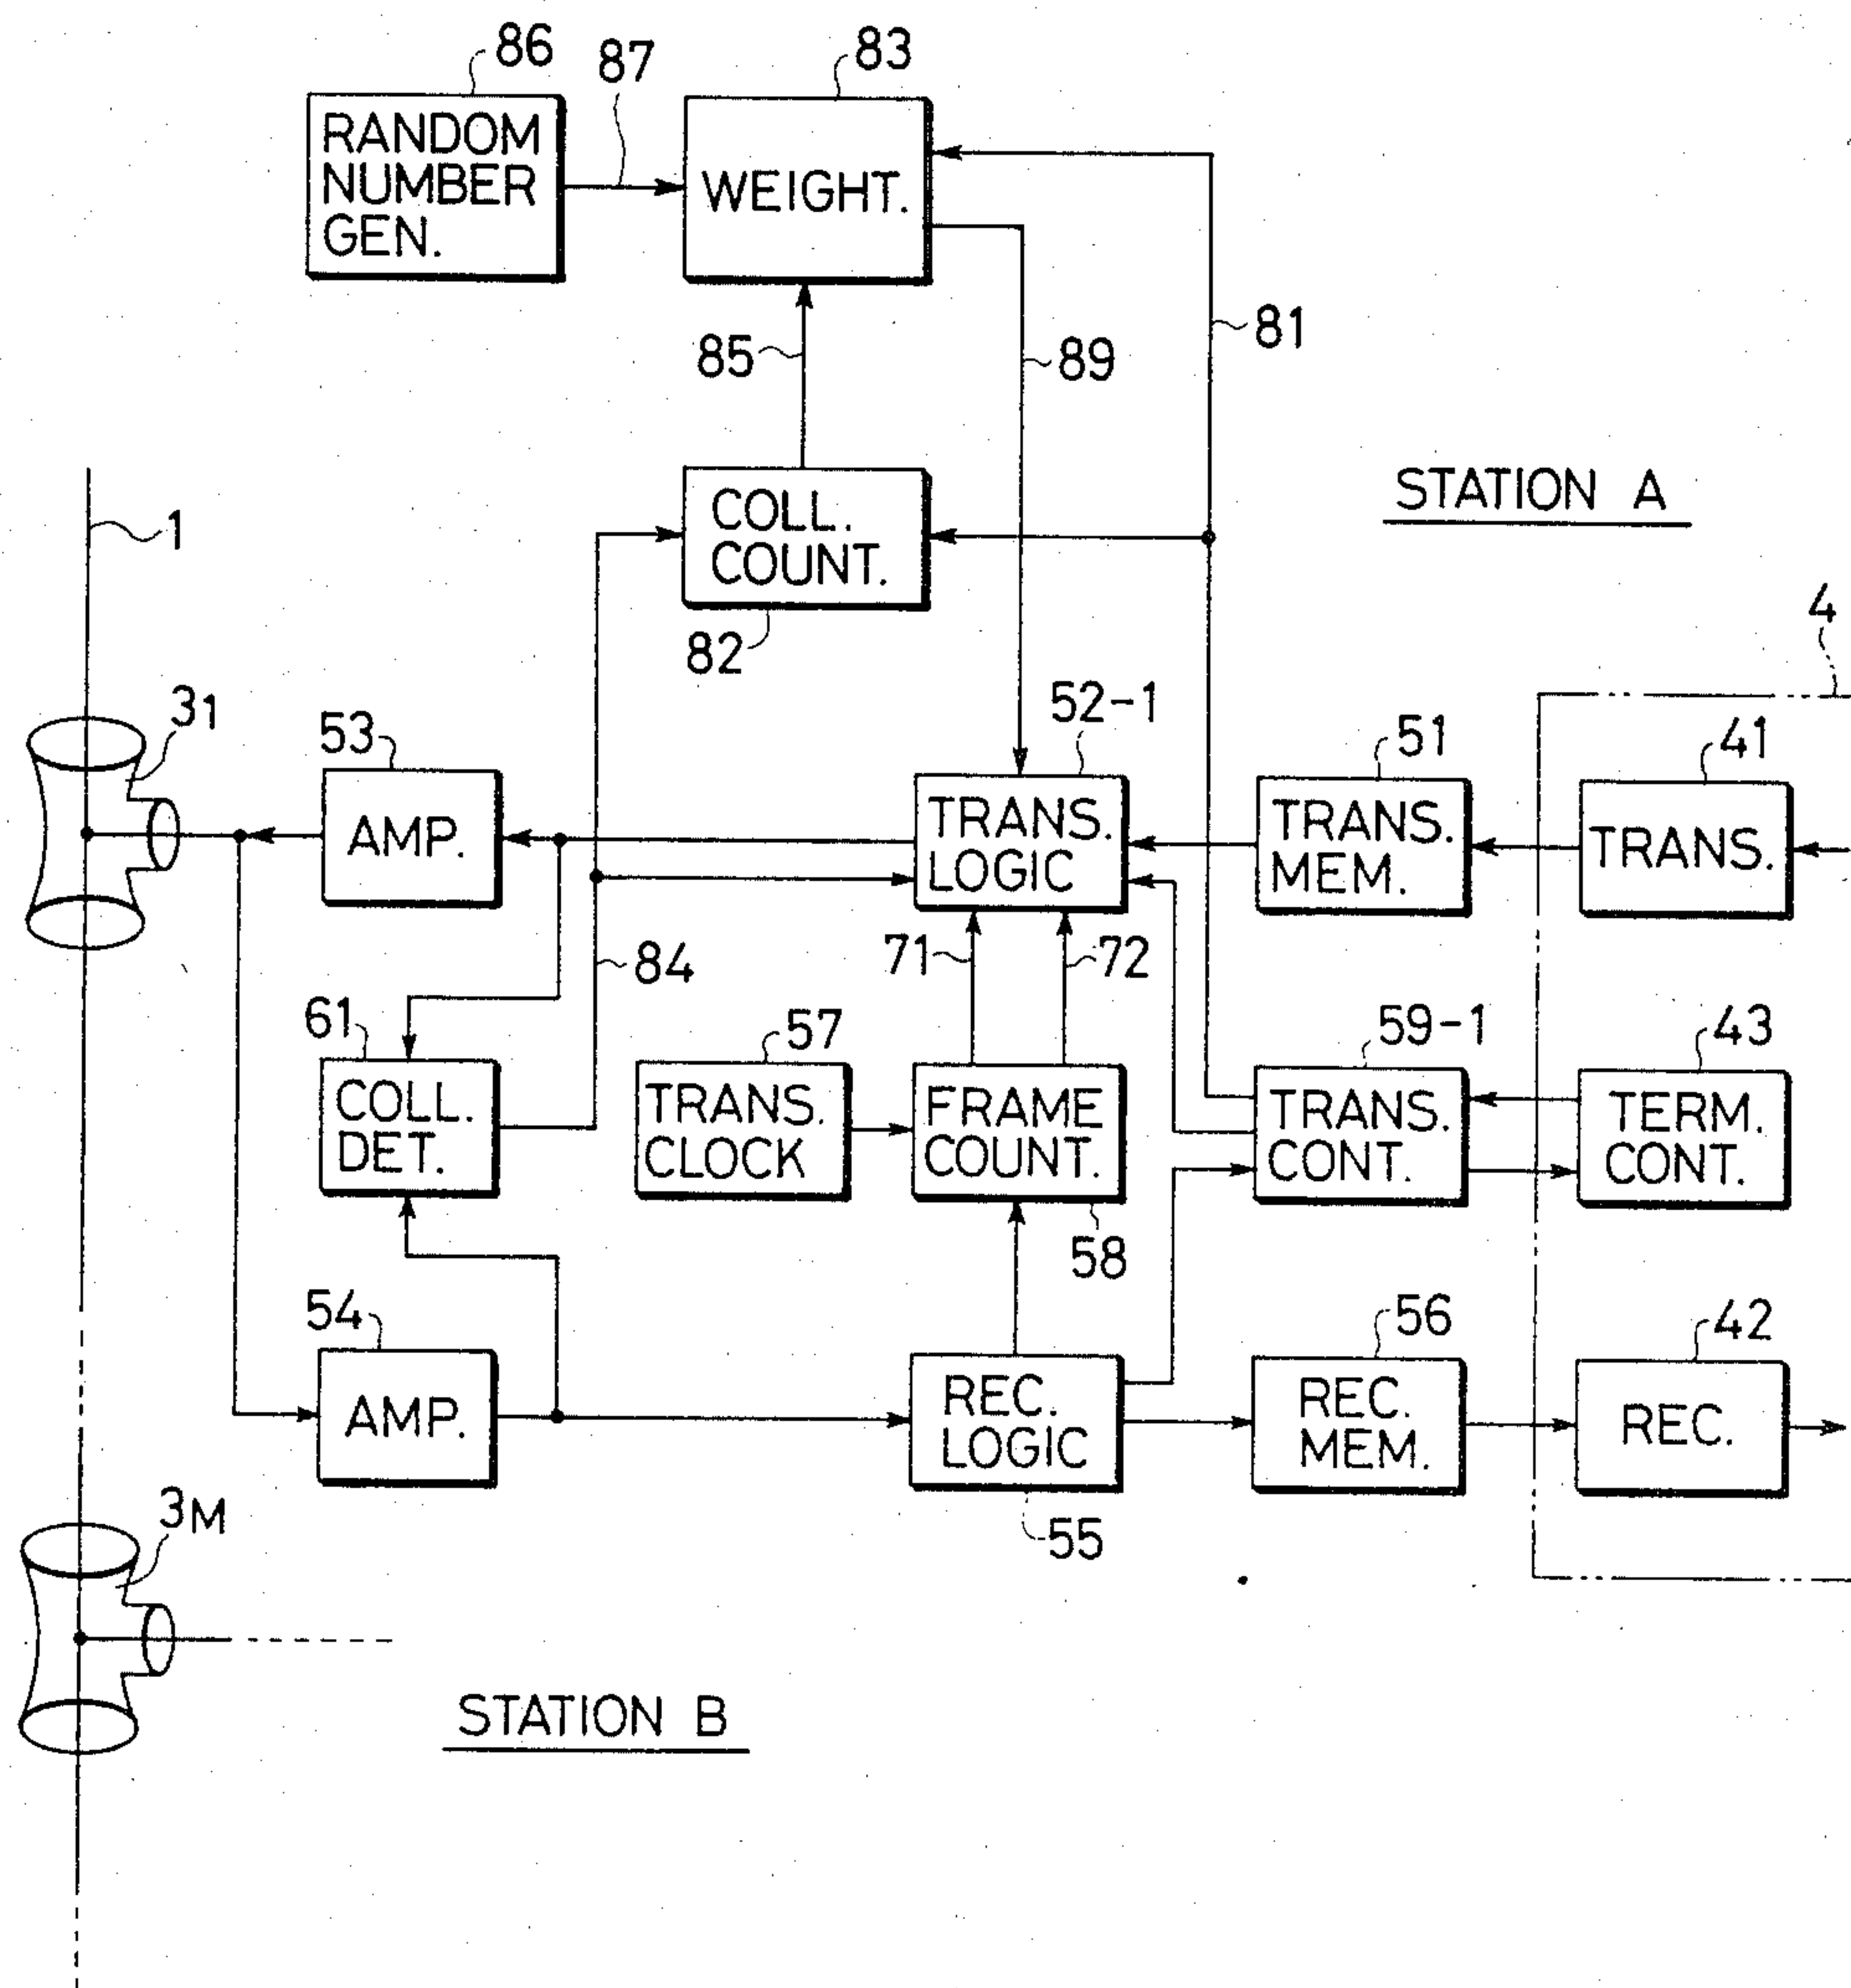 86
87
83
RANDOM
NUMBER
GEN.
WEIGHT.
81
85
89
STATION A
1
COLL.
COUNT.
82
4
31
53
52-1
51
41
AMP.
TRANS.
LOGIC
TRANS.
MEM.
TRANS.
84
71
72
61
57
59-1
43
COLL.
DET.
TRANS.
CLOCK
FRAME
COUNT.
TRANS.
CONT.
TERM.
CONT.
58
54
56
42
AMP.
REC.
LOGIC
REC.
MEM.
REC.
3M
55
STATION B